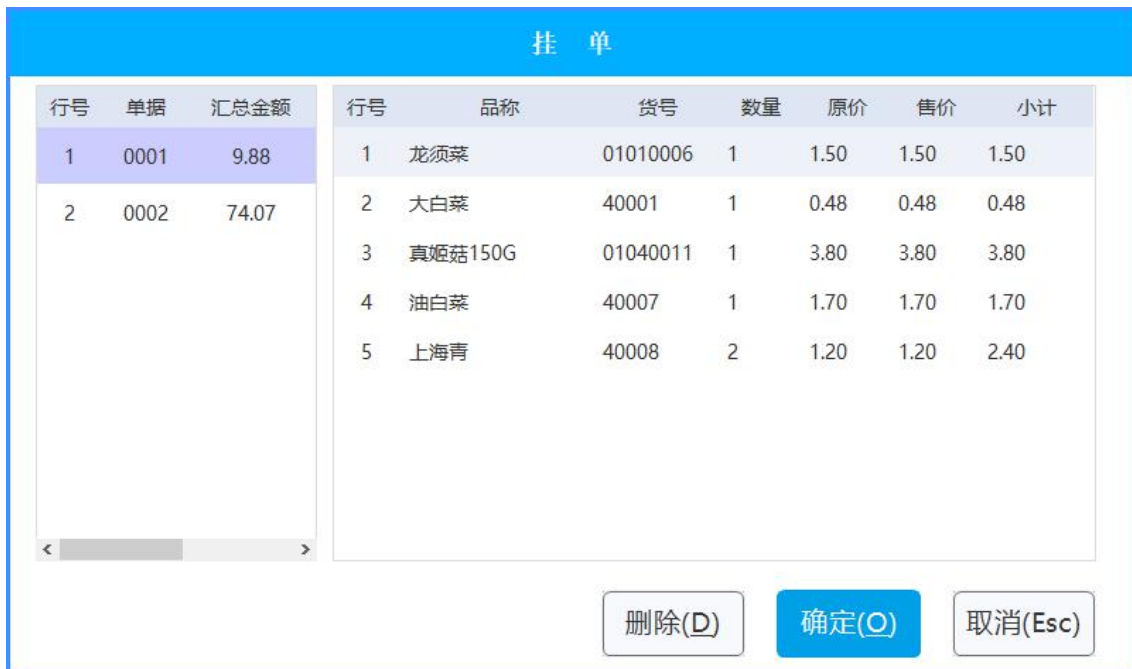 挂 单
行号 单据 汇总金额
1 0001 9.88
2 0002 74.07
行号 品称 货号 数量 原价 售价 小计
1 龙须菜 01010006 1 1.50 1.50 1.50
2 大白菜 40001 1 0.48 0.48 0.48
3 真姬菇150G 01040011 1 3.80 3.80 3.80
4 油白菜 40007 1 1.70 1.70 1.70
5 上海青 40008 2 1.20 1.20 2.40
删除(D) 确定(O) 取消(Esc)